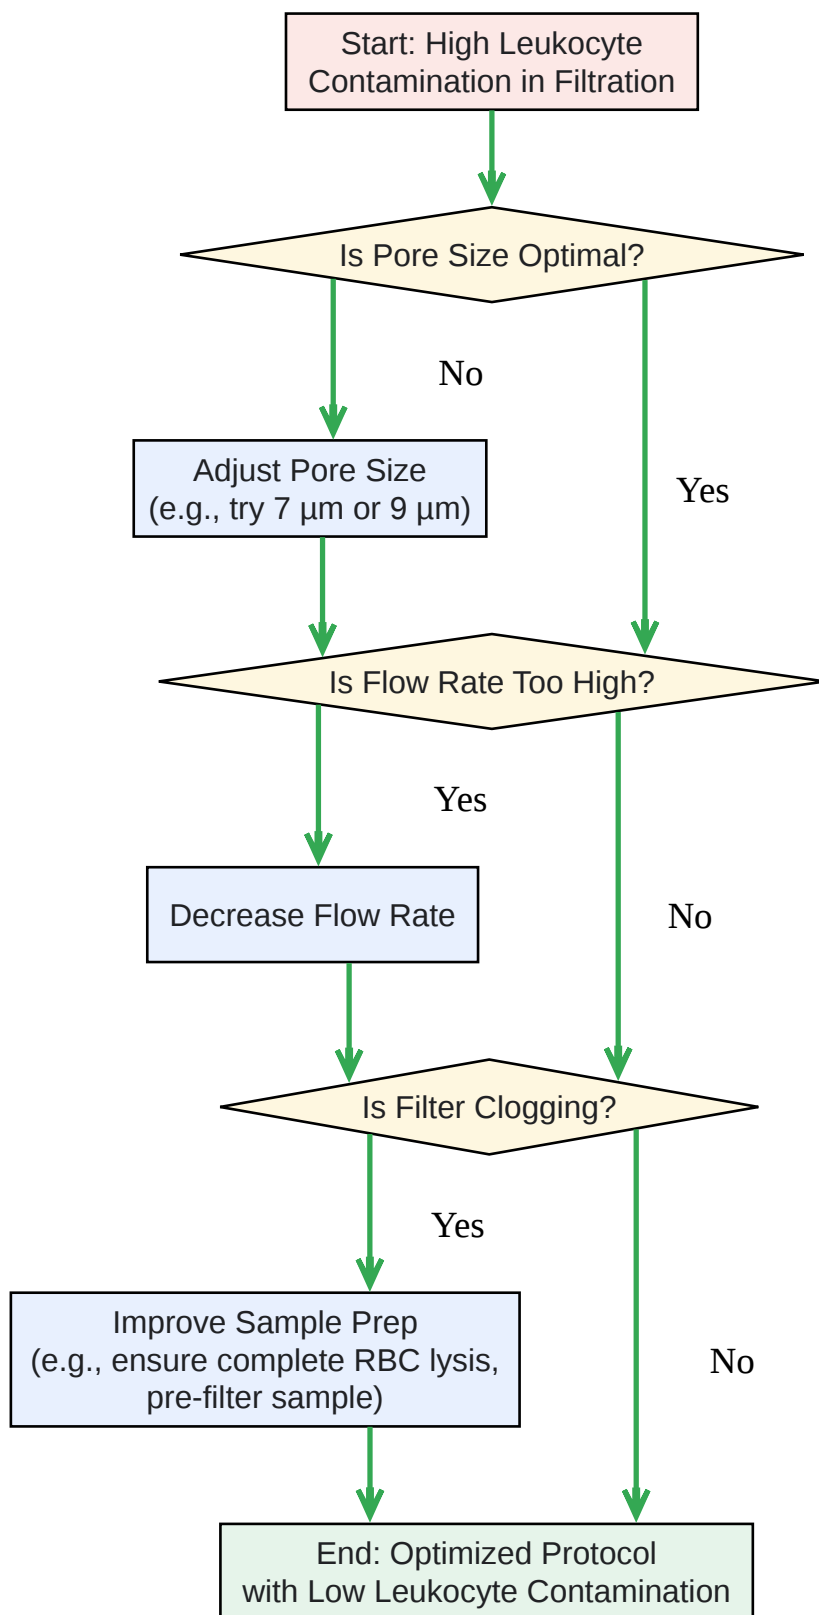 Start: High Leukocyte
Contamination in Filtration
Is Pore Size Optimal?
No
Adjust Pore Size
(e.g., try 7 µm or 9 µm)
Yes
Is Flow Rate Too High?
Yes
Decrease Flow Rate
No
Is Filter Clogging?
Yes
Improve Sample Prep
(e.g., ensure complete RBC lysis,
pre-filter sample)
No
End: Optimized Protocol
with Low Leukocyte Contamination